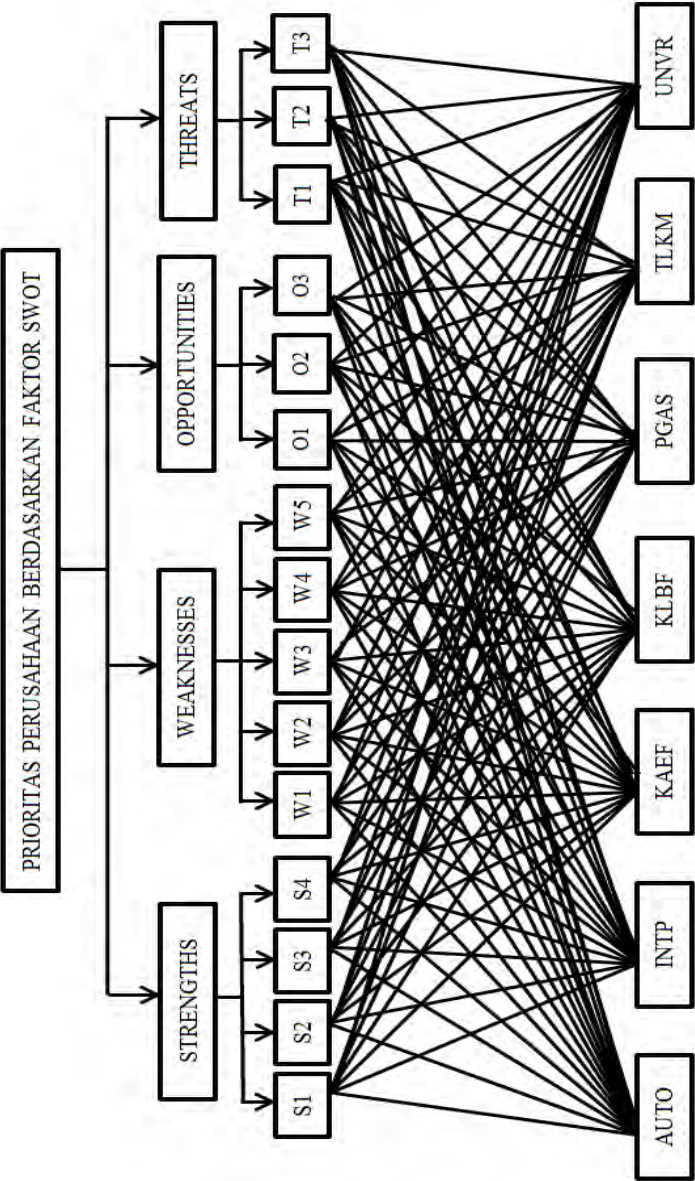 PRIORITAS PERUSAHAAN BERDASARKAN FAKTOR SWOT
STRENGTHS
WEAKNESSES
OPPORTUNITIES
THREATS
S1
S2
S3
S4
W1
W2
W3
W4
W5
O1
O2
O3
T1
T2
T3
AUTO
INTP
KAEF
KLBF
PGAS
TLKM
UNVR